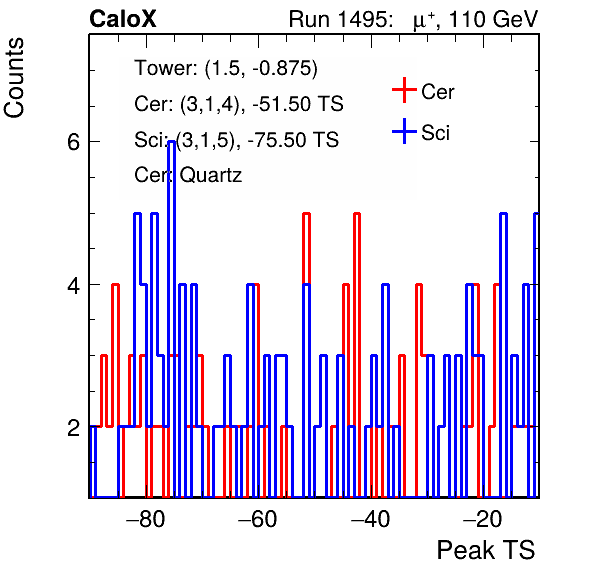 CaloX Run 1495: μ⁺, 110 GeV
Counts
Tower: (1.5, -0.875)
Cer: (3,1,4), -51.50 TS
Sci: (3,1,5), -75.50 TS
Cer: Quartz
Cer
Sci
6
4
2
−80 −60 −40 −20
Peak TS